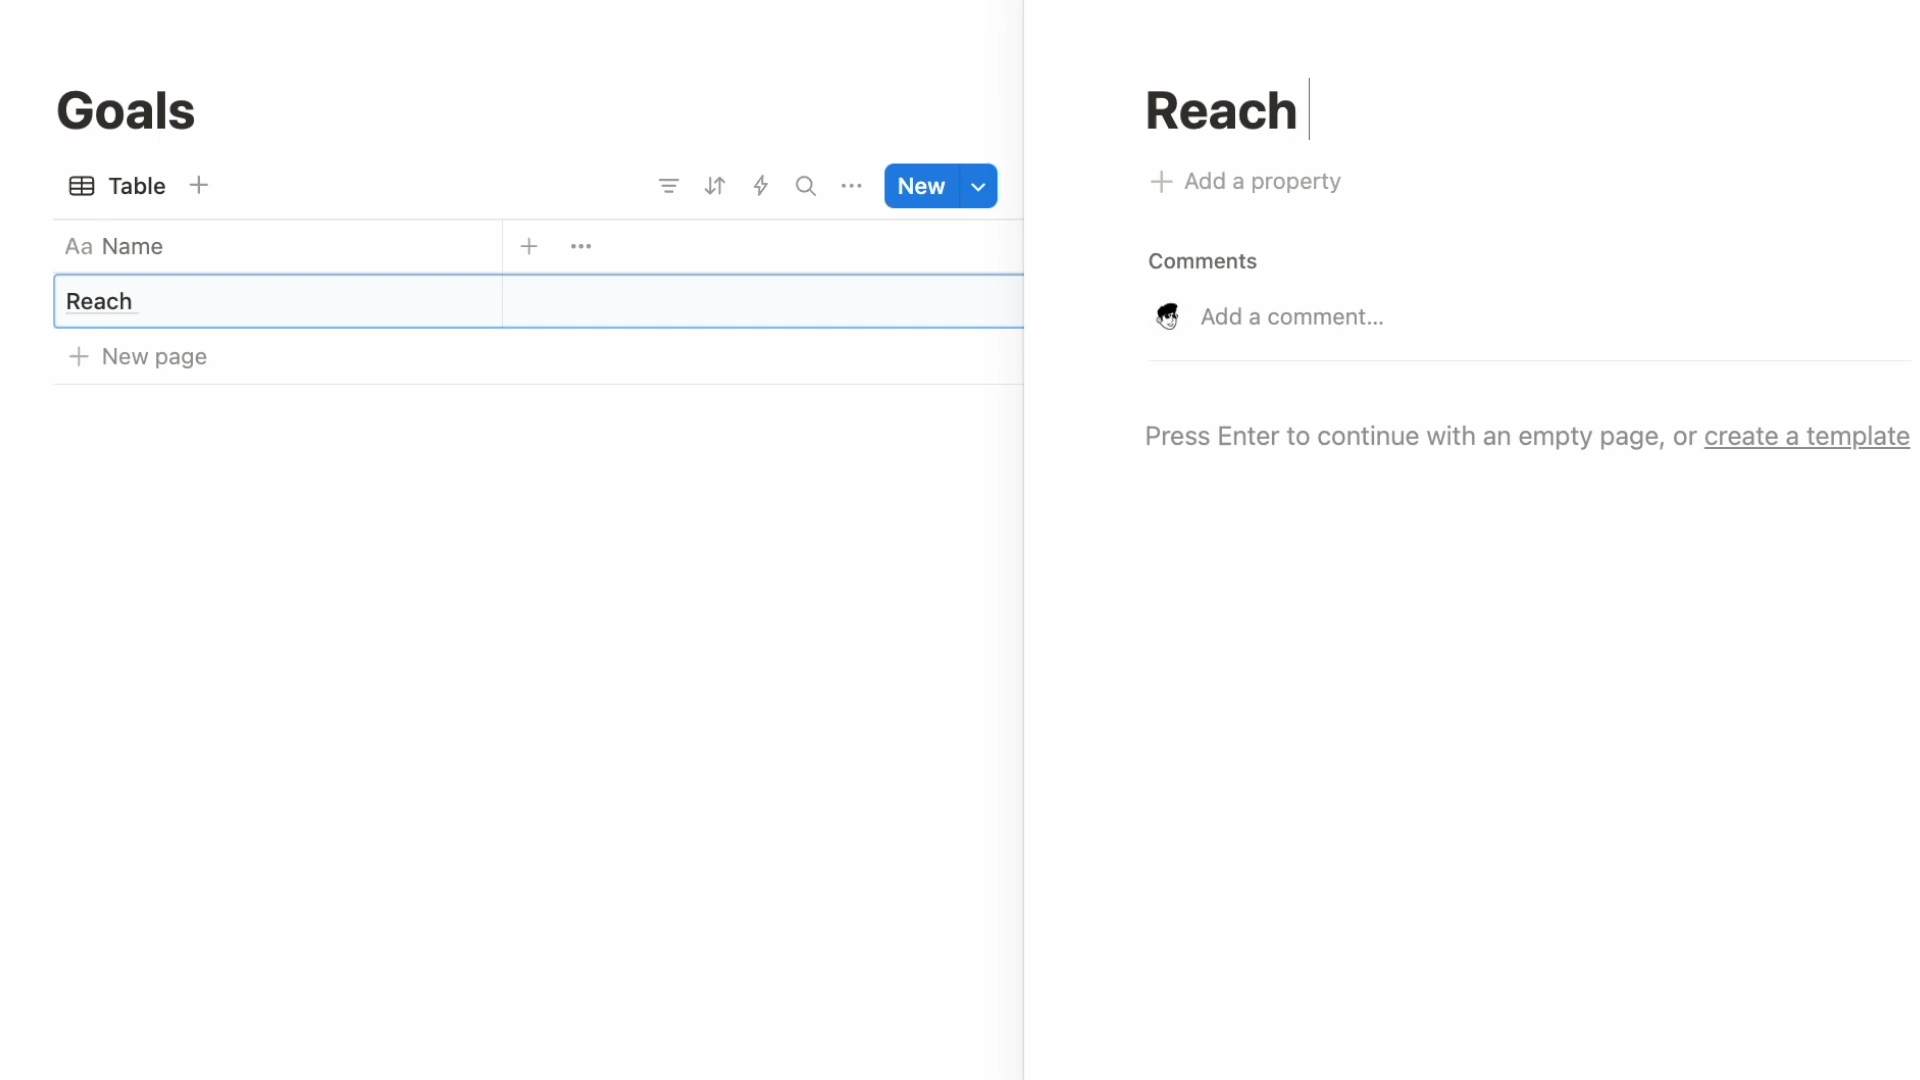 Goals
Table
New
Aa Name
Reach
New page
Reach
Add a property
Comments
Add a comment...
Press Enter to continue with an empty page, or create a template